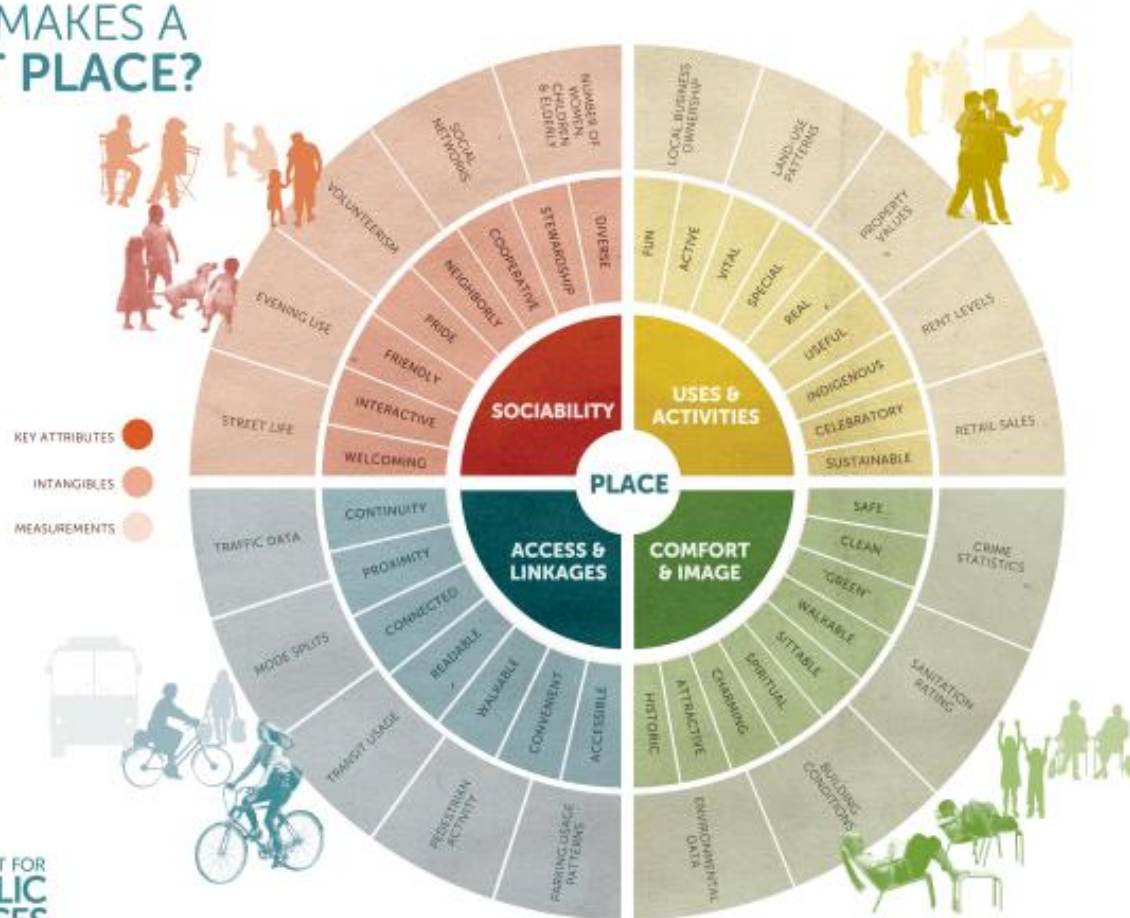 MAKES A
T PLACE?
KEY ATTRIBUTES
INTANGIBLES
MEASUREMENTS
PLACE
SOCIABILITY
USES &
ACTIVITIES
ACCESS &
LINKAGES
COMFORT
& IMAGE
WELCOMING
INTERACTIVE
FRIENDLY
PRIDE
NEIGHBORLY
COOPERATIVE
STEWARDSHIP
DIVERSE
FUN
ACTIVE
VITAL
SPECIAL
REAL
USEFUL
INDIGENOUS
CELEBRATORY
SUSTAINABLE
SAFE
CLEAN
"GREEN"
WALKABLE
SITTABLE
SPIRITUAL
CHARMING
ATTRACTIVE
HISTORIC
ACCESSIBLE
CONVENIENT
WALKABLE
READABLE
CONNECTED
PROXIMITY
CONTINUITY
STREET LIFE
EVENING USE
VOLUNTEERISM
SOCIAL
NETWORKS
NUMBER OF
WOMEN,
CHILDREN
& ELDERLY
LOCAL BUSINESS
OWNERSHIP
LAND-USE
PATTERNS
PROPERTY
VALUES
RENT LEVELS
RETAIL SALES
CRIME
STATISTICS
SANITATION
RATING
BUILDING
CONDITIONS
ENVIRONMENTAL
DATA
PARKING USAGE
PATTERNS
PEDESTRIAN
ACTIVITY
TRANSIT USAGE
MODE SPLITS
TRAFFIC DATA
T FOR
LIC
CES